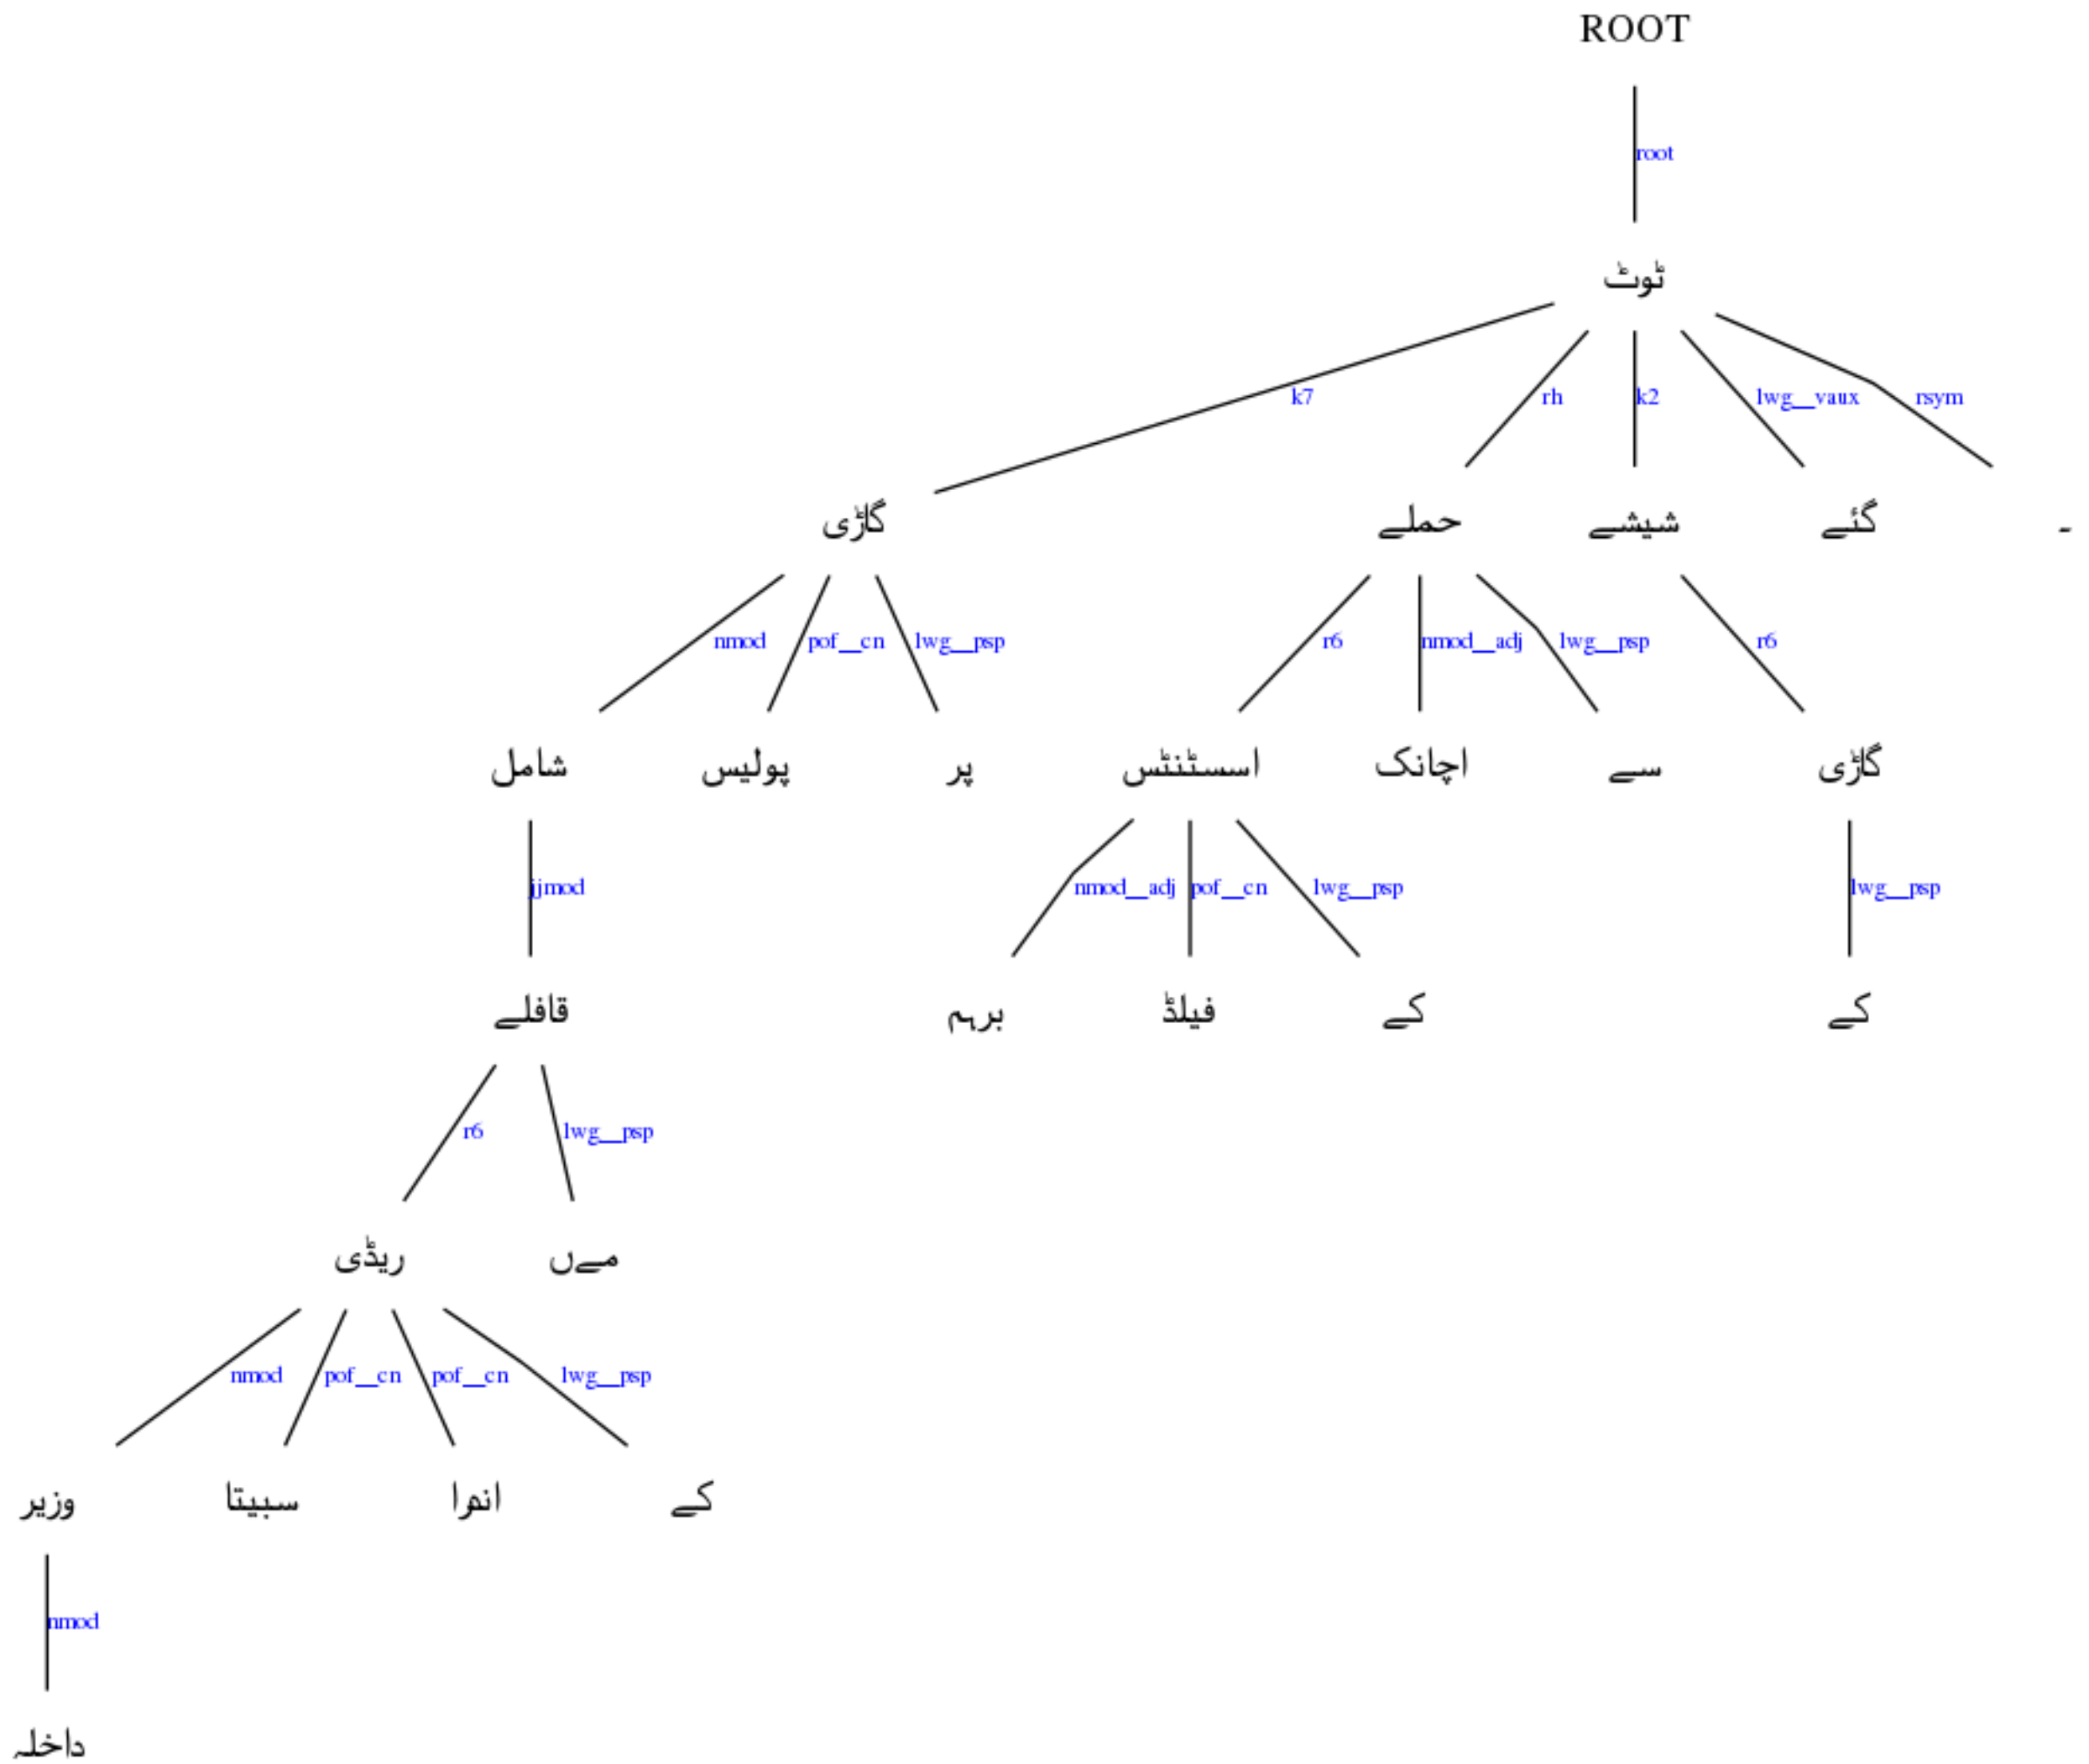 ROOT
root
ٹوٹ
k7 rh k2 lwg__vaux rsym
گاڑی حملے شیشے گئے ۔
nmod pof__cn lwg__psp r6 nmod__adj lwg__psp r6
شامل پولیس پر اسسٹنٹس اچانک سے گاڑی
jjmod nmod__adj pof__cn lwg__psp lwg__psp
قافلے برہم فیلڈ کے کے
r6 lwg__psp
ریڈی مےں
nmod pof__cn pof__cn lwg__psp
وزیر سبیتا کے
nmod
داخلہ